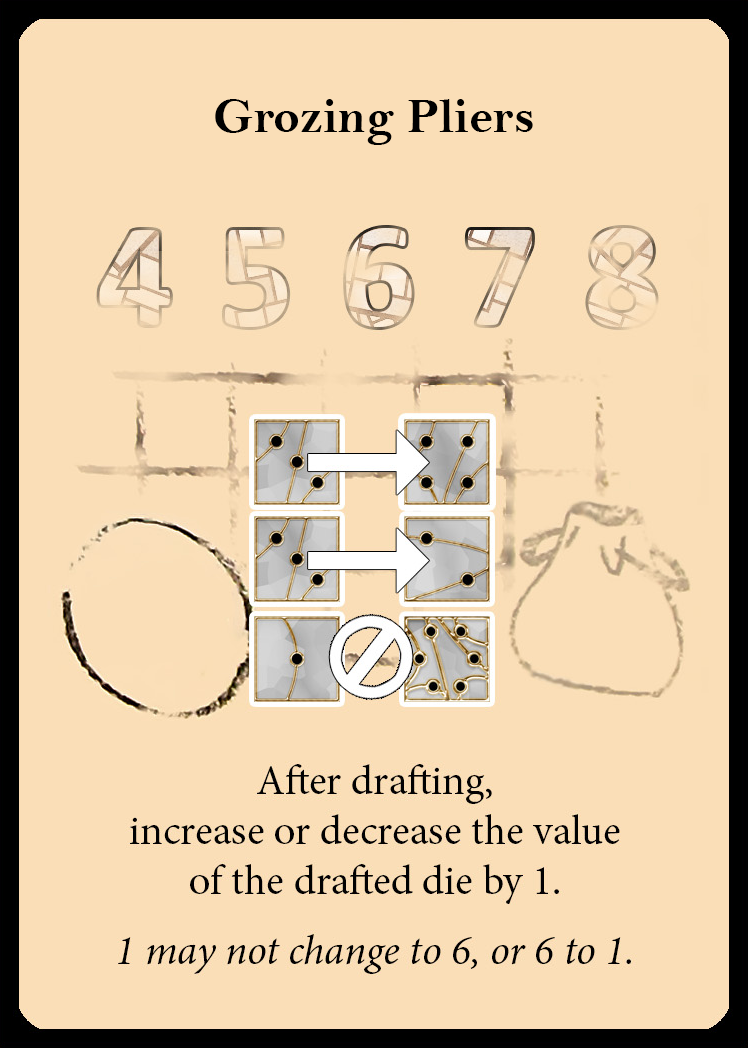 Grozing Pliers
4 5 6 7 8
After drafting,
increase or decrease the value
of the drafted die by 1.
1 may not change to 6, or 6 to 1.